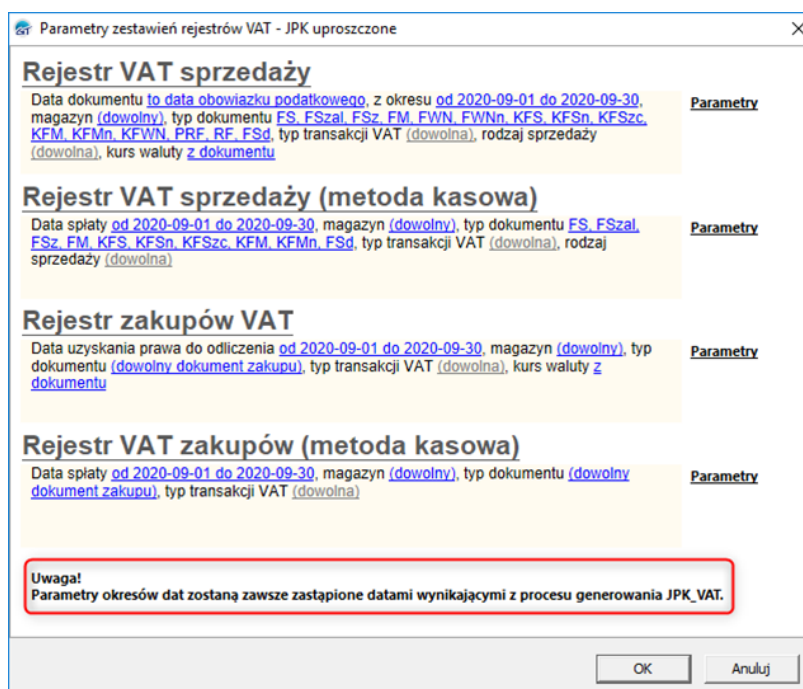 Parametry zestawień rejestrów VAT - JPK uproszczone
Rejestr VAT sprzedaży
Data dokumentu to data obowiazku podatkowego, z okresu od 2020-09-01 do 2020-09-30,
magazyn (dowolny), typ dokumentu FS, FSzal, FSz, FM, FWN, FWNn, KFS, KFSn, KFSzc,
KFM, KFMn, KFWN, PRF, RF, FSd, typ transakcji VAT (dowolna), rodzaj sprzedaży
(dowolna), kurs waluty z dokumentu
Parametry
Rejestr VAT sprzedaży (metoda kasowa)
Data spłaty od 2020-09-01 do 2020-09-30, magazyn (dowolny), typ dokumentu FS, FSzal,
FSz, FM, KFS, KFSn, KFSzc, KFM, KFMn, FSd, typ transakcji VAT (dowolna), rodzaj
sprzedaży (dowolna)
Parametry
Rejestr zakupów VAT
Data uzyskania prawa do odliczenia od 2020-09-01 do 2020-09-30, magazyn (dowolny), typ
dokumentu (dowolny dokument zakupu), typ transakcji VAT (dowolna), kurs waluty z
dokumentu
Parametry
Rejestr VAT zakupów (metoda kasowa)
Data spłaty od 2020-09-01 do 2020-09-30, magazyn (dowolny), typ dokumentu (dowolny
dokument zakupu), typ transakcji VAT (dowolna)
Parametry
Uwaga!
Parametry okresów dat zostaną zawsze zastąpione datami wynikającymi z procesu generowania JPK_VAT.
OK
Anuluj